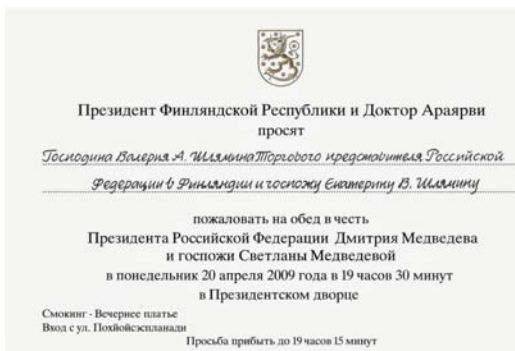 Президент Финляндской Республики и Доктор Араярви
просят
Господина Валерия А. Шлямина Торгового представителя Российской
Федерации в Финляндии и госпожу Екатерину В. Шлямину
пожаловать на обед в честь
Президента Российской Федерации Дмитрия Медведева
и госпожи Светланы Медведевой
в понедельник 20 апреля 2009 года в 19 часов 30 минут
в Президентском дворце
Смокинг - Вечернее платье
Вход с ул. Похйойсэспланади
Просьба прибыть до 19 часов 15 минут